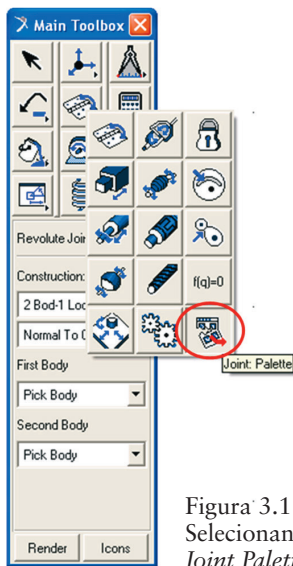 Main Toolbox
f(q)=0
Revolute Join
Construction:
2 Bod-1 Loc
Normal To
First Body
Joint: Palette
Pick Body
Second Body
Pick Body
Render Icons
Figura 3.1
Selecionan
Joint Palett